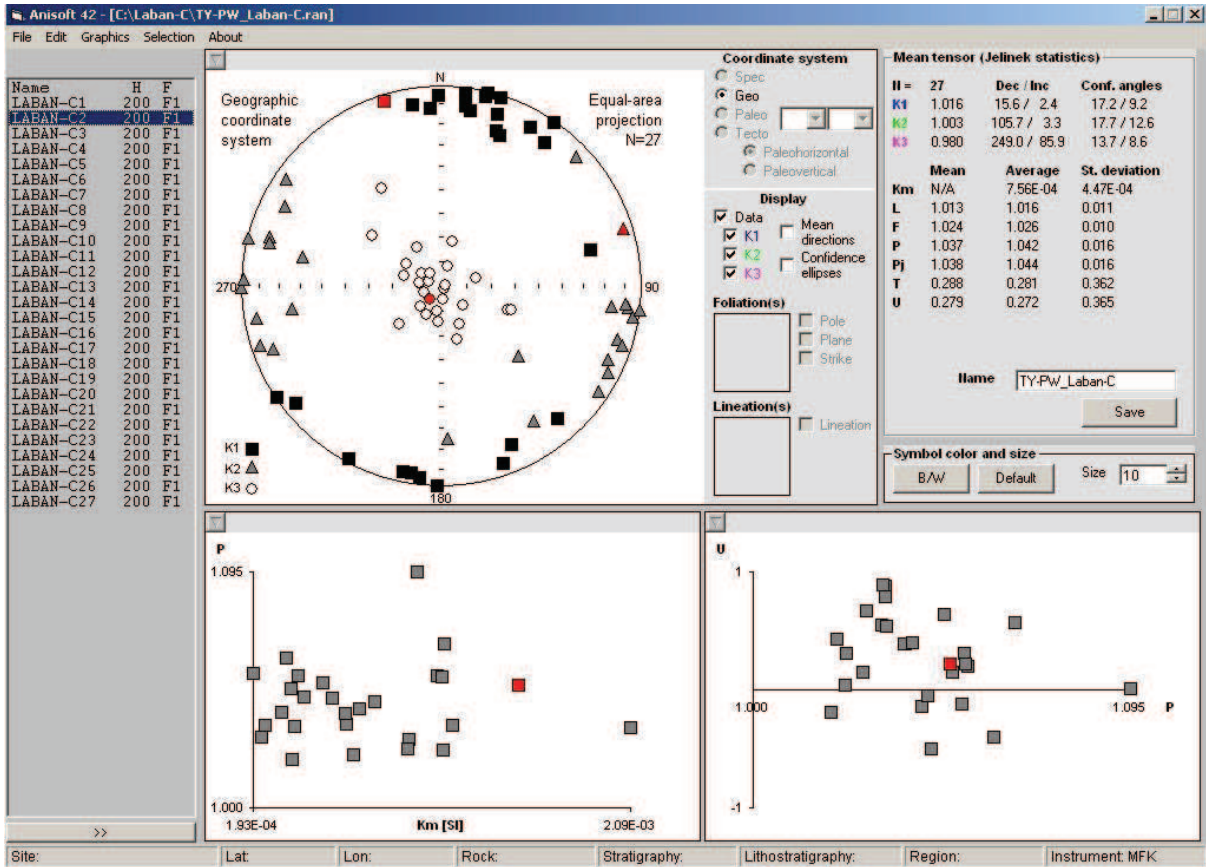 Anisoft 42 - [C:\Laban-C\TY-PW_Laban-C.ran]
File Edit Graphics Selection About
Name H F
LABAN-C1 200 F1
LABAN-C2 200 F1
LABAN-C3 200 F1
LABAN-C4 200 F1
LABAN-C5 200 F1
LABAN-C6 200 F1
LABAN-C7 200 F1
LABAN-C8 200 F1
LABAN-C9 200 F1
LABAN-C10 200 F1
LABAN-C11 200 F1
LABAN-C12 200 F1
LABAN-C13 200 F1
LABAN-C14 200 F1
LABAN-C15 200 F1
LABAN-C16 200 F1
LABAN-C17 200 F1
LABAN-C18 200 F1
LABAN-C19 200 F1
LABAN-C20 200 F1
LABAN-C21 200 F1
LABAN-C22 200 F1
LABAN-C23 200 F1
LABAN-C24 200 F1
LABAN-C25 200 F1
LABAN-C26 200 F1
LABAN-C27 200 F1
>>
Geographic
coordinate
system
N
Equal-area
projection
N=27
270
90
180
K1
K2
K3
Coordinate system
Spec
Geo
Paleo
Tecto
Paleohorizontal
Paleovertical
Display
Data
K1
K2
K3
Mean
directions
Confidence
ellipses
Foliation(s)
Pole
Plane
Strike
Lineation(s)
Lineation
Mean tensor (Jelinek statistics)
N = 27 Dec / Inc Conf. angles
K1 1.016 15.6 / 2.4 17.2 / 9.2
K2 1.003 105.7 / 3.3 17.7 / 12.6
K3 0.980 249.0 / 85.9 13.7 / 8.6
Mean Average St. deviation
Km N/A 7.56E-04 4.47E-04
L 1.013 1.016 0.011
F 1.024 1.026 0.010
P 1.037 1.042 0.016
Pj 1.038 1.044 0.016
T 0.288 0.281 0.362
U 0.279 0.272 0.365
Name TY-PW_Laban-C
Save
Symbol color and size
B/W Default Size 10
P
1.095
1.000
1.93E-04 Km [SI] 2.09E-03
U
1
1.000 1.095 P
-1
Site: Lat: Lon: Rock: Stratigraphy: Lithostratigraphy: Region: Instrument: MFK